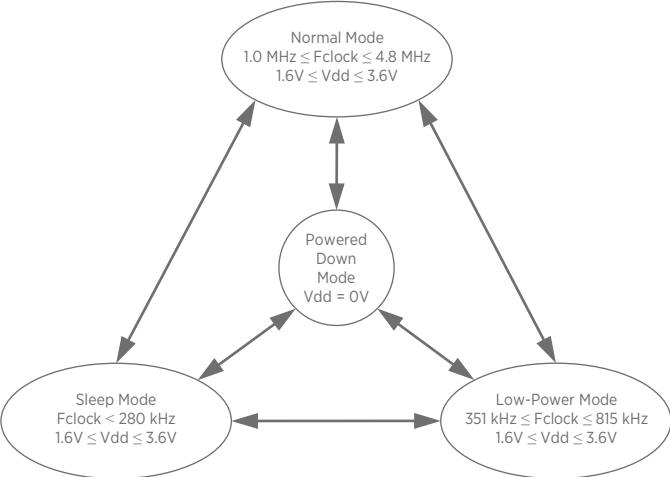 Normal Mode
1.0 MHz ≤ Fclock ≤ 4.8 MHz
1.6V ≤ Vdd ≤ 3.6V
Powered
Down
Mode
Vdd = 0V
Sleep Mode
Fclock < 280 kHz
1.6V ≤ Vdd ≤ 3.6V
Low-Power Mode
351 kHz ≤ Fclock ≤ 815 kHz
1.6V ≤ Vdd ≤ 3.6V